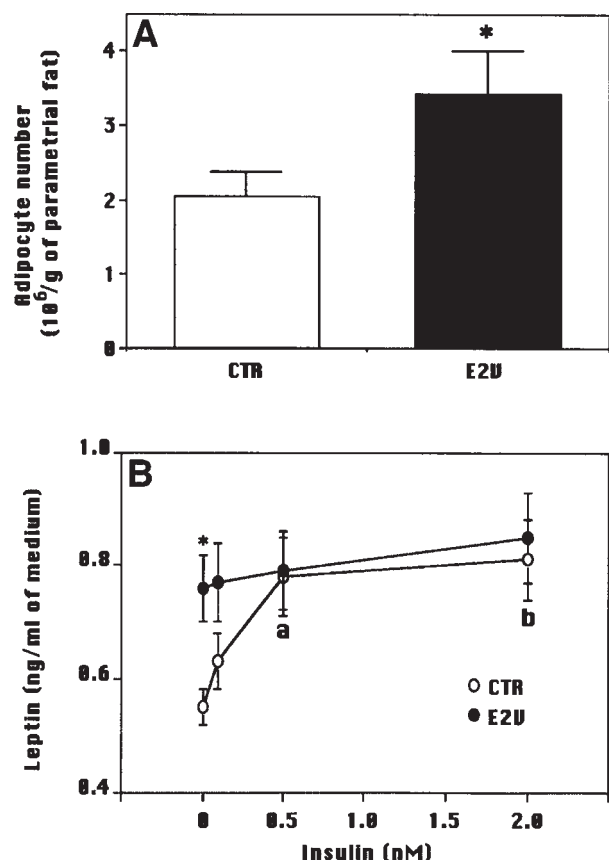 A
*
Adipocyte number
(10^6/g of parametrial fat)
4
3
2
1
0
CTR
E2V
B
*
Leptin (ng/ml of medium)
1.0
0.8
0.6
0.4
a
b
CTR
E2V
0
0.5
1.0
1.5
2.0
Insulin (nM)